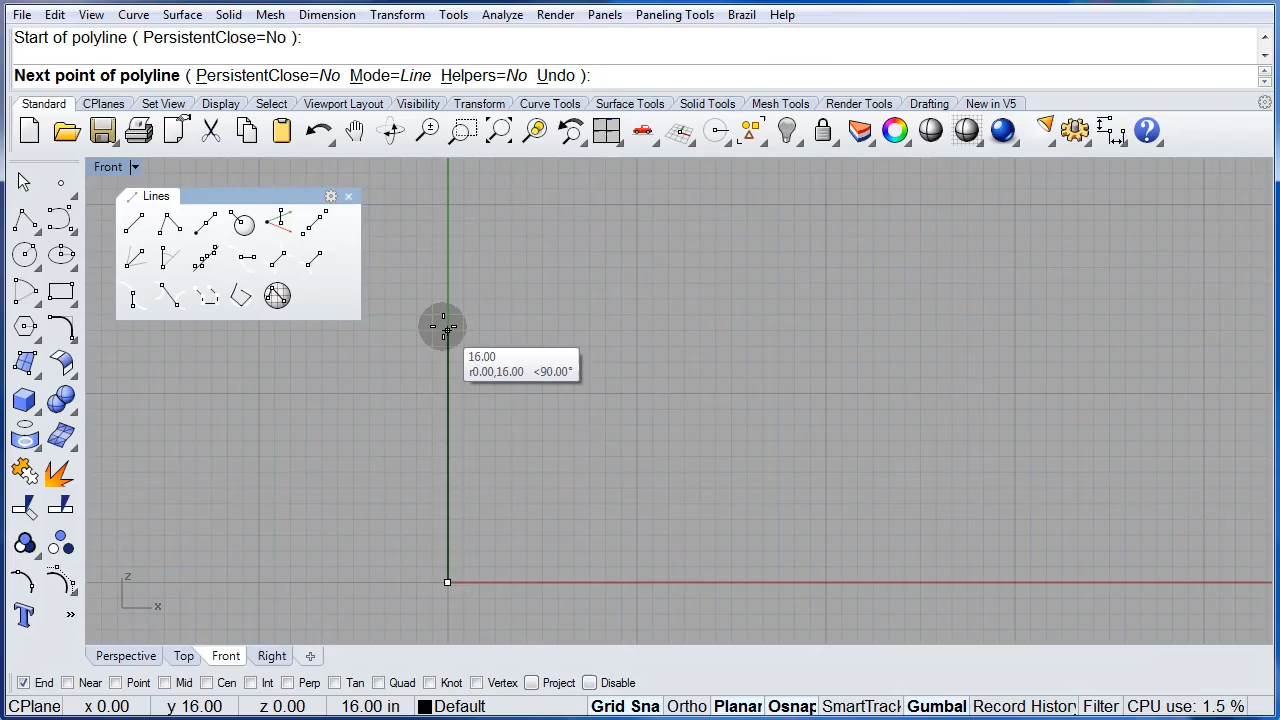 File Edit View Curve Surface Solid Mesh Dimension Transform Tools Analyze Render Panels Paneling Tools Brazil Help
Start of polyline ( PersistentClose=No ):
Next point of polyline ( PersistentClose=No Mode=Line Helpers=No Undo ):
Standard CPlanes Set View Display Select Viewport Layout Visibility Transform Curve Tools Surface Tools Solid Tools Mesh Tools Render Tools Drafting New in V5
Front
Lines
16.00
r0.00,16.00 <90.00°
z
x
T »
Perspective Top Front Right
End Near Point Mid Cen Int Perp Tan Quad Knot Vertex Project Disable
CPlane x 0.00 y 16.00 z 0.00 16.00 in Default Grid Sna Ortho Planar Osnap SmartTrack Gumbal Record History Filter CPU use: 1.5 %